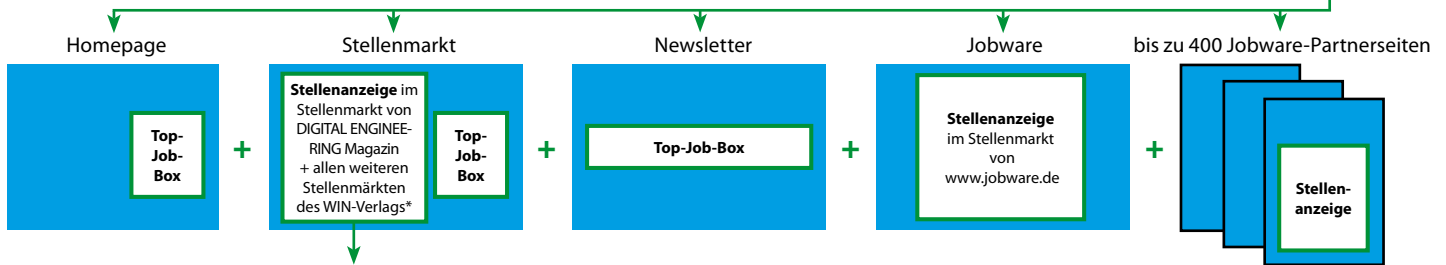 Homepage
Stellenmarkt
Newsletter
Jobware
bis zu 400 Jobware-Partnerseiten
Top-
Job-
Box
+
Stellenanzeige im
Stellenmarkt von
DIGITAL ENGINEE-
RING Magazin
+ allen weiteren
Stellenmärkten
des WIN-Verlags*
Top-
Job-
Box
+
Top-Job-Box
+
Stellenanzeige
im Stellenmarkt
von
www.jobware.de
+
Stellen-
anzeige